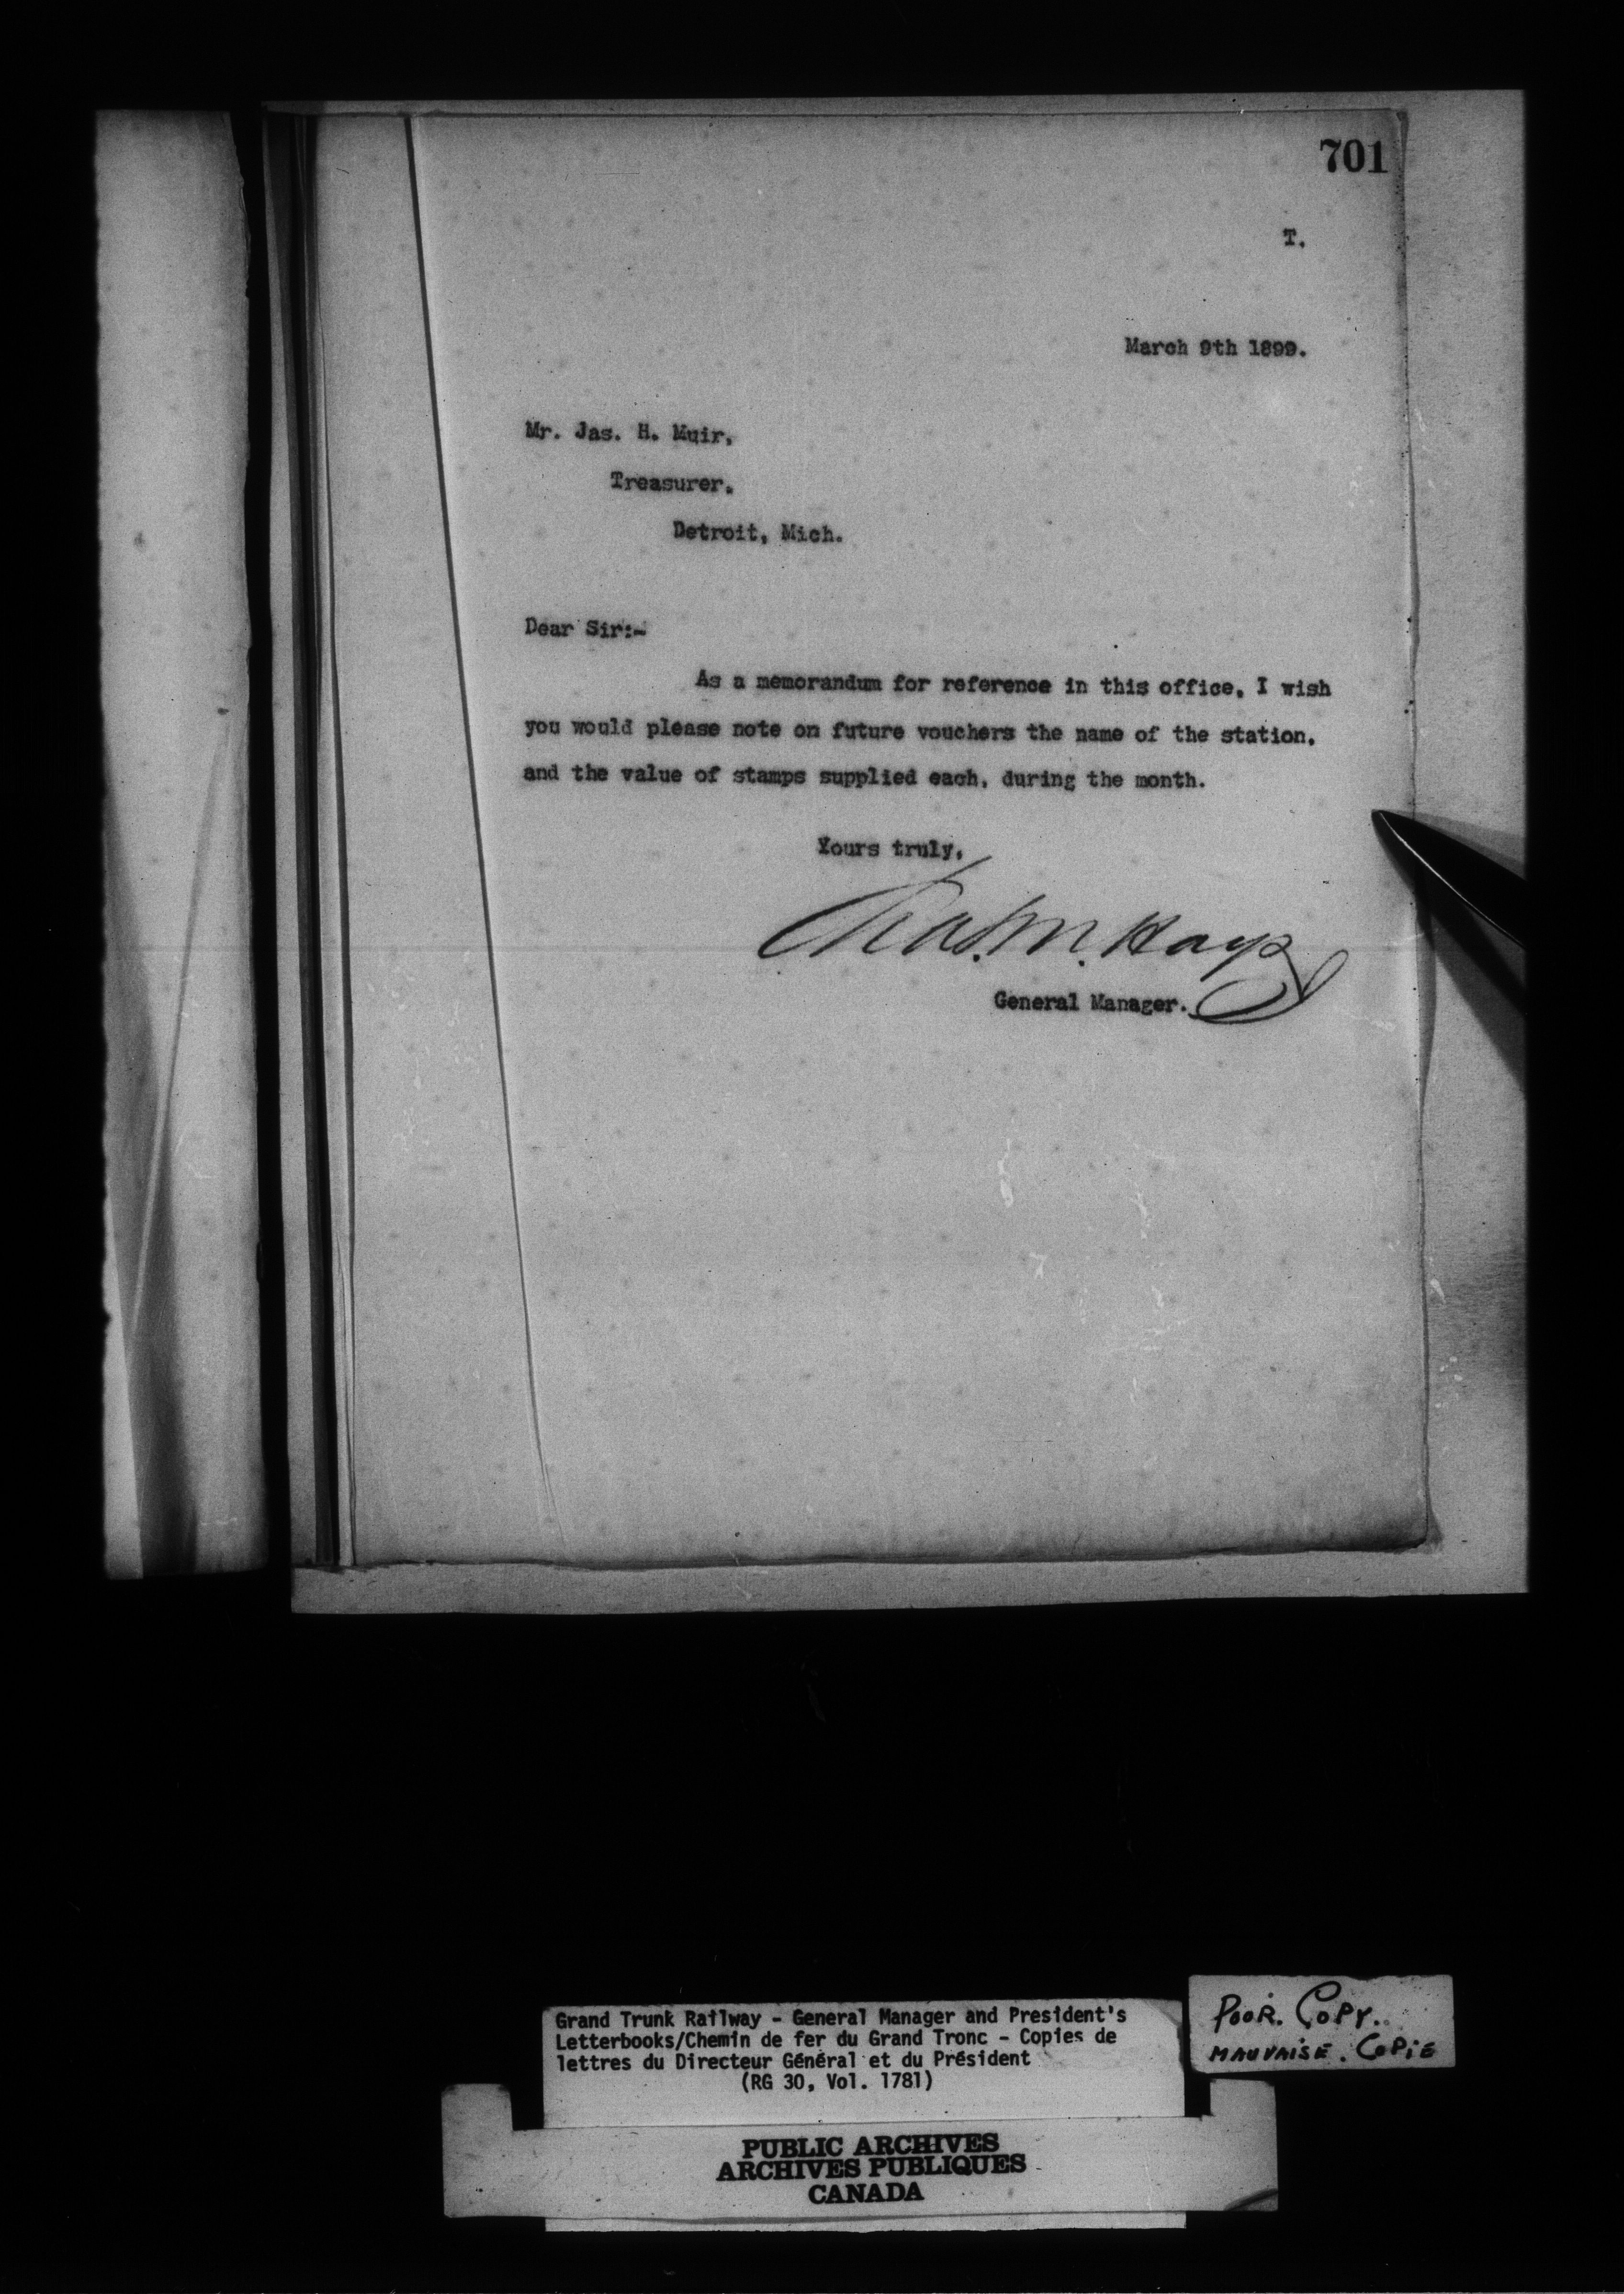 701
T.
March 9th 1899.
Mr. Jas. H. Muir,
Treasurer,
Detroit, Mich.
Dear Sir:-
As a memorandum for reference in this office, I wish
you would please note on future vouchers the name of the station,
and the value of stamps supplied each, during the month.
Yours truly,
Chas. M. Hays
General Manager.
Grand Trunk Railway - General Manager and President's
Letterbooks/Chemin de fer du Grand Tronc - Copies de
lettres du Directeur Général et du Président
(RG 30, Vol. 1781)
POOR. COPY.
MAUVAISE. COPIE
PUBLIC ARCHIVES
ARCHIVES PUBLIQUES
CANADA